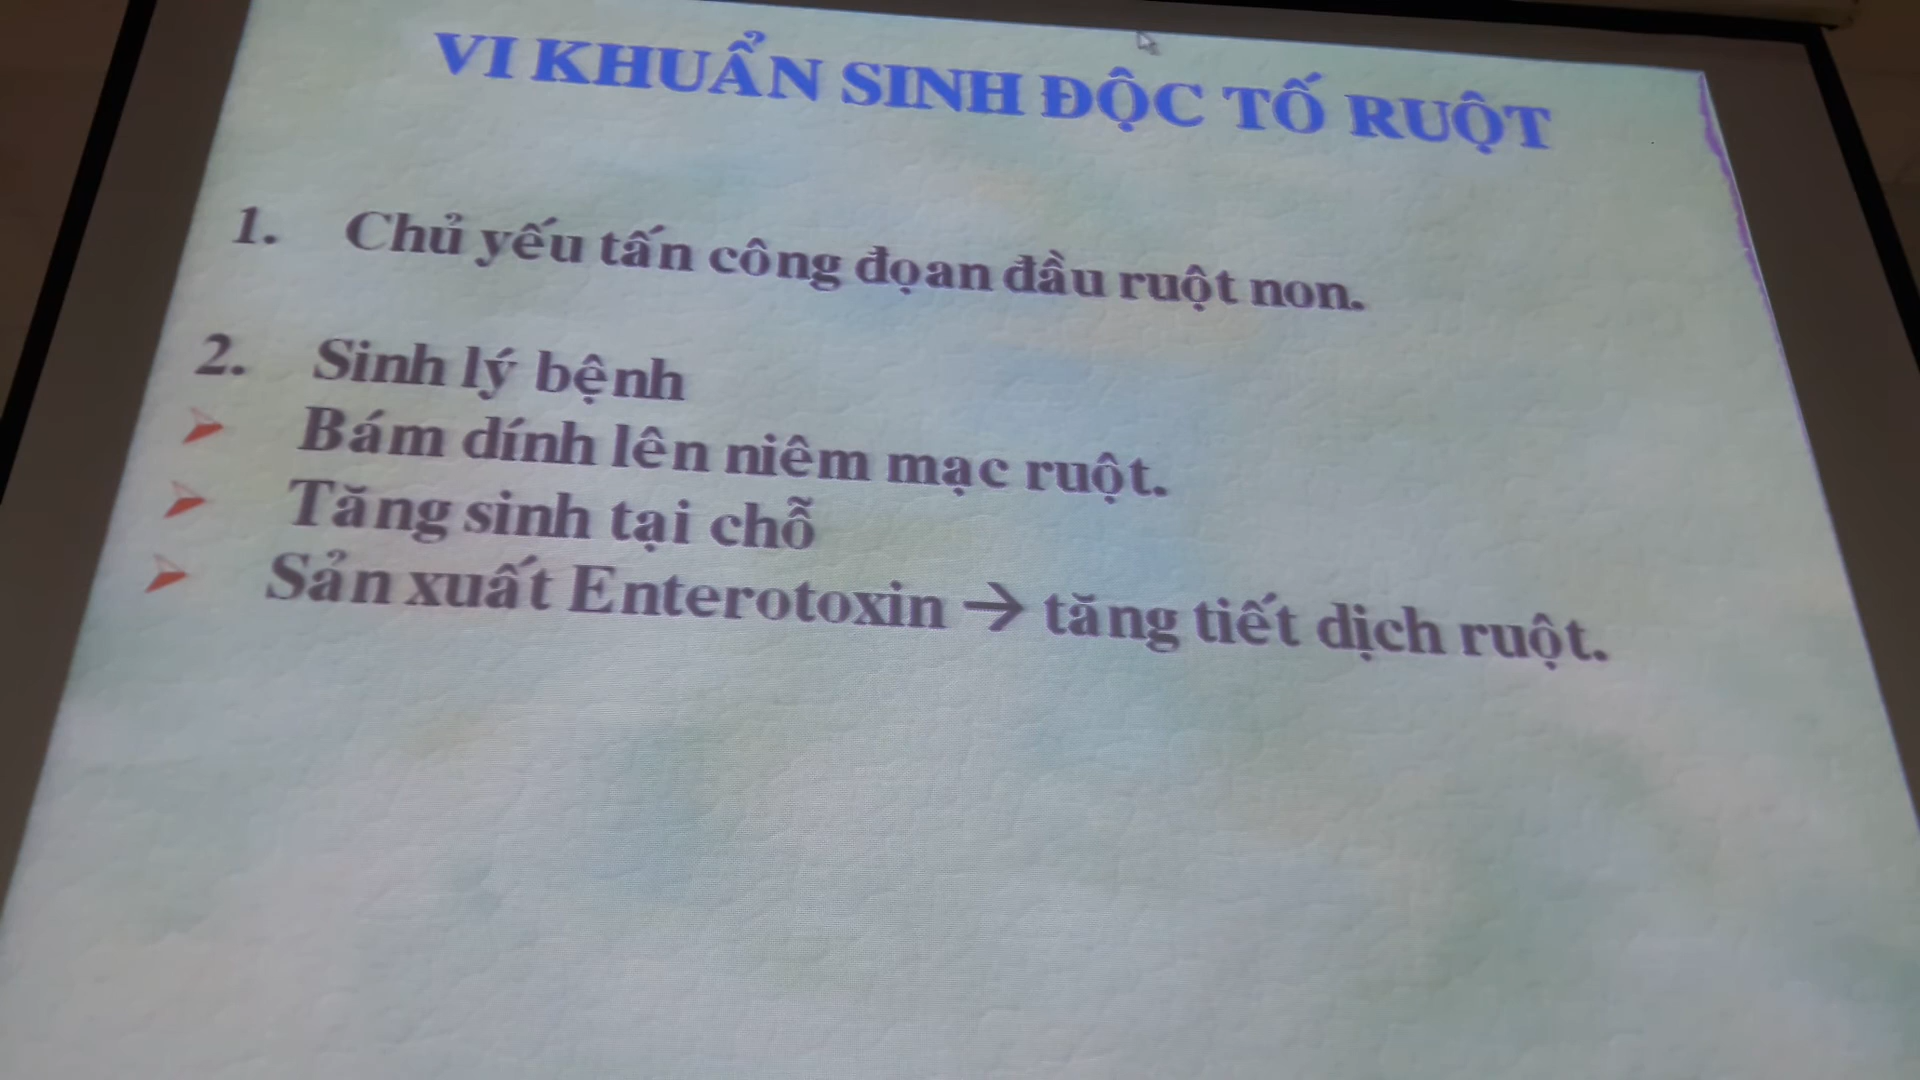 VI KHUẨN SINH ĐỘC TỐ RUỘT
1. Chủ yếu tấn công đọan đầu ruột non.
2. Sinh lý bệnh
➢ Bám dính lên niêm mạc ruột.
➢ Tăng sinh tại chỗ
➢ Sản xuất Enterotoxin → tăng tiết dịch ruột.